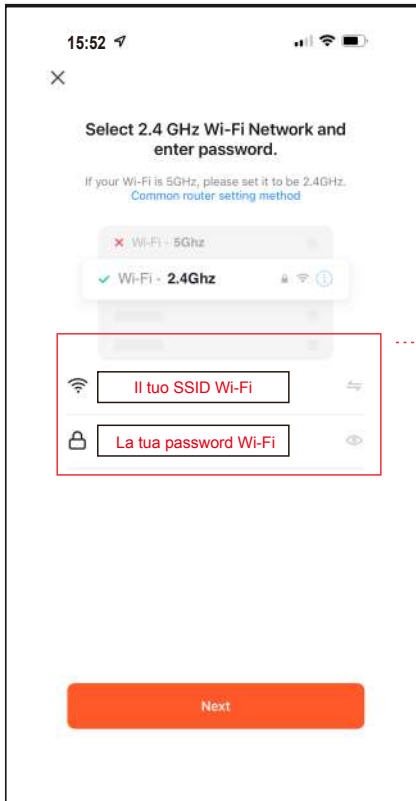 15:52
Select 2.4 GHz Wi-Fi Network and
enter password.
If your Wi-Fi is 5GHz, please set it to be 2.4GHz.
Common router setting method
Wi-Fi - 5Ghz
Wi-Fi - 2.4Ghz
Il tuo SSID Wi-Fi
La tua password Wi-Fi
Next